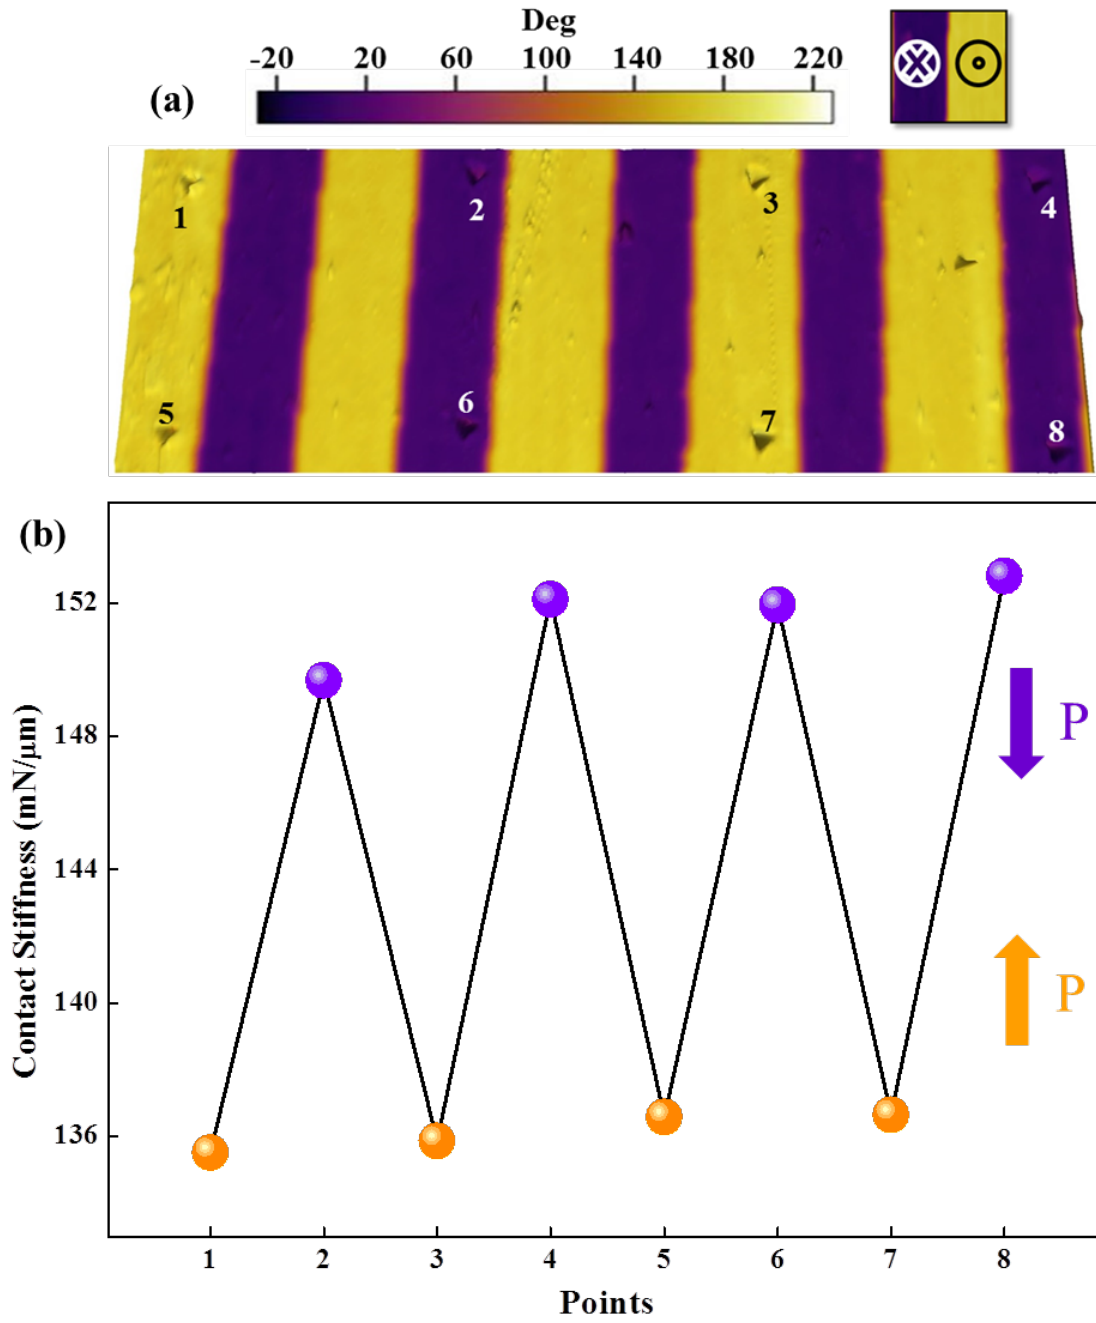 Deg
-20 20 60 100 140 180 220
(a)
1 2 3 4
5 6 7 8
(b)
152
148
144
140
136
Contact Stiffness (mN/μm)
P
P
1 2 3 4 5 6 7 8
Points